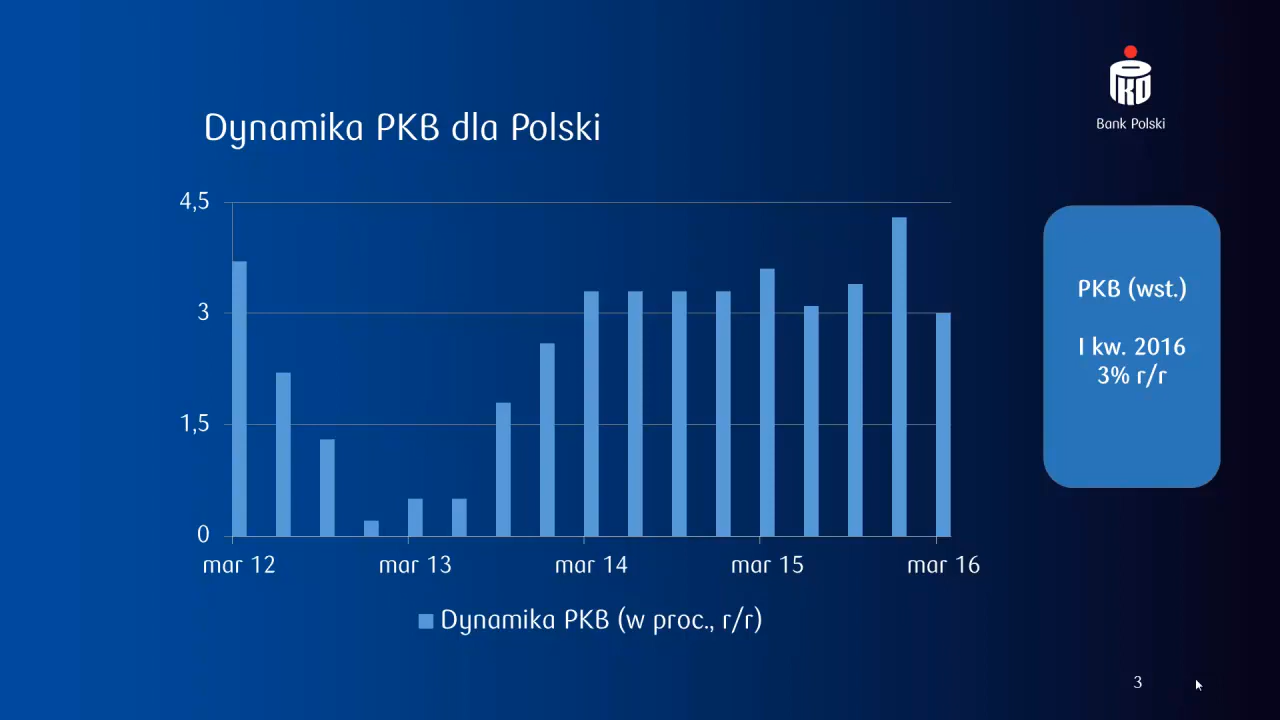 PKO
Bank Polski
Dynamika PKB dla Polski
4,5
3
1,5
0
mar 12
mar 13
mar 14
mar 15
mar 16
Dynamika PKB (w proc., r/r)
PKB (wst.)
I kw. 2016
3% r/r
3